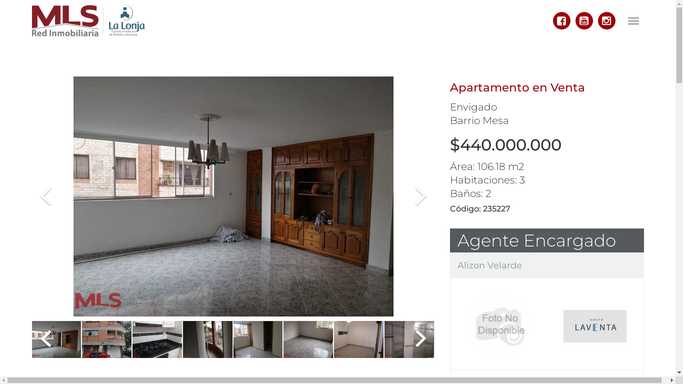 MLS
Red Inmobiliaria
La Lonja
Apartamento en Venta
Envigado
Barrio Mesa
$440.000.000
Área: 106.18 m2
Habitaciones: 3
Baños: 2
Código: 235227
MLS
Agente Encargado
Alizon Velarde
Foto No
Disponible
LAVENTA